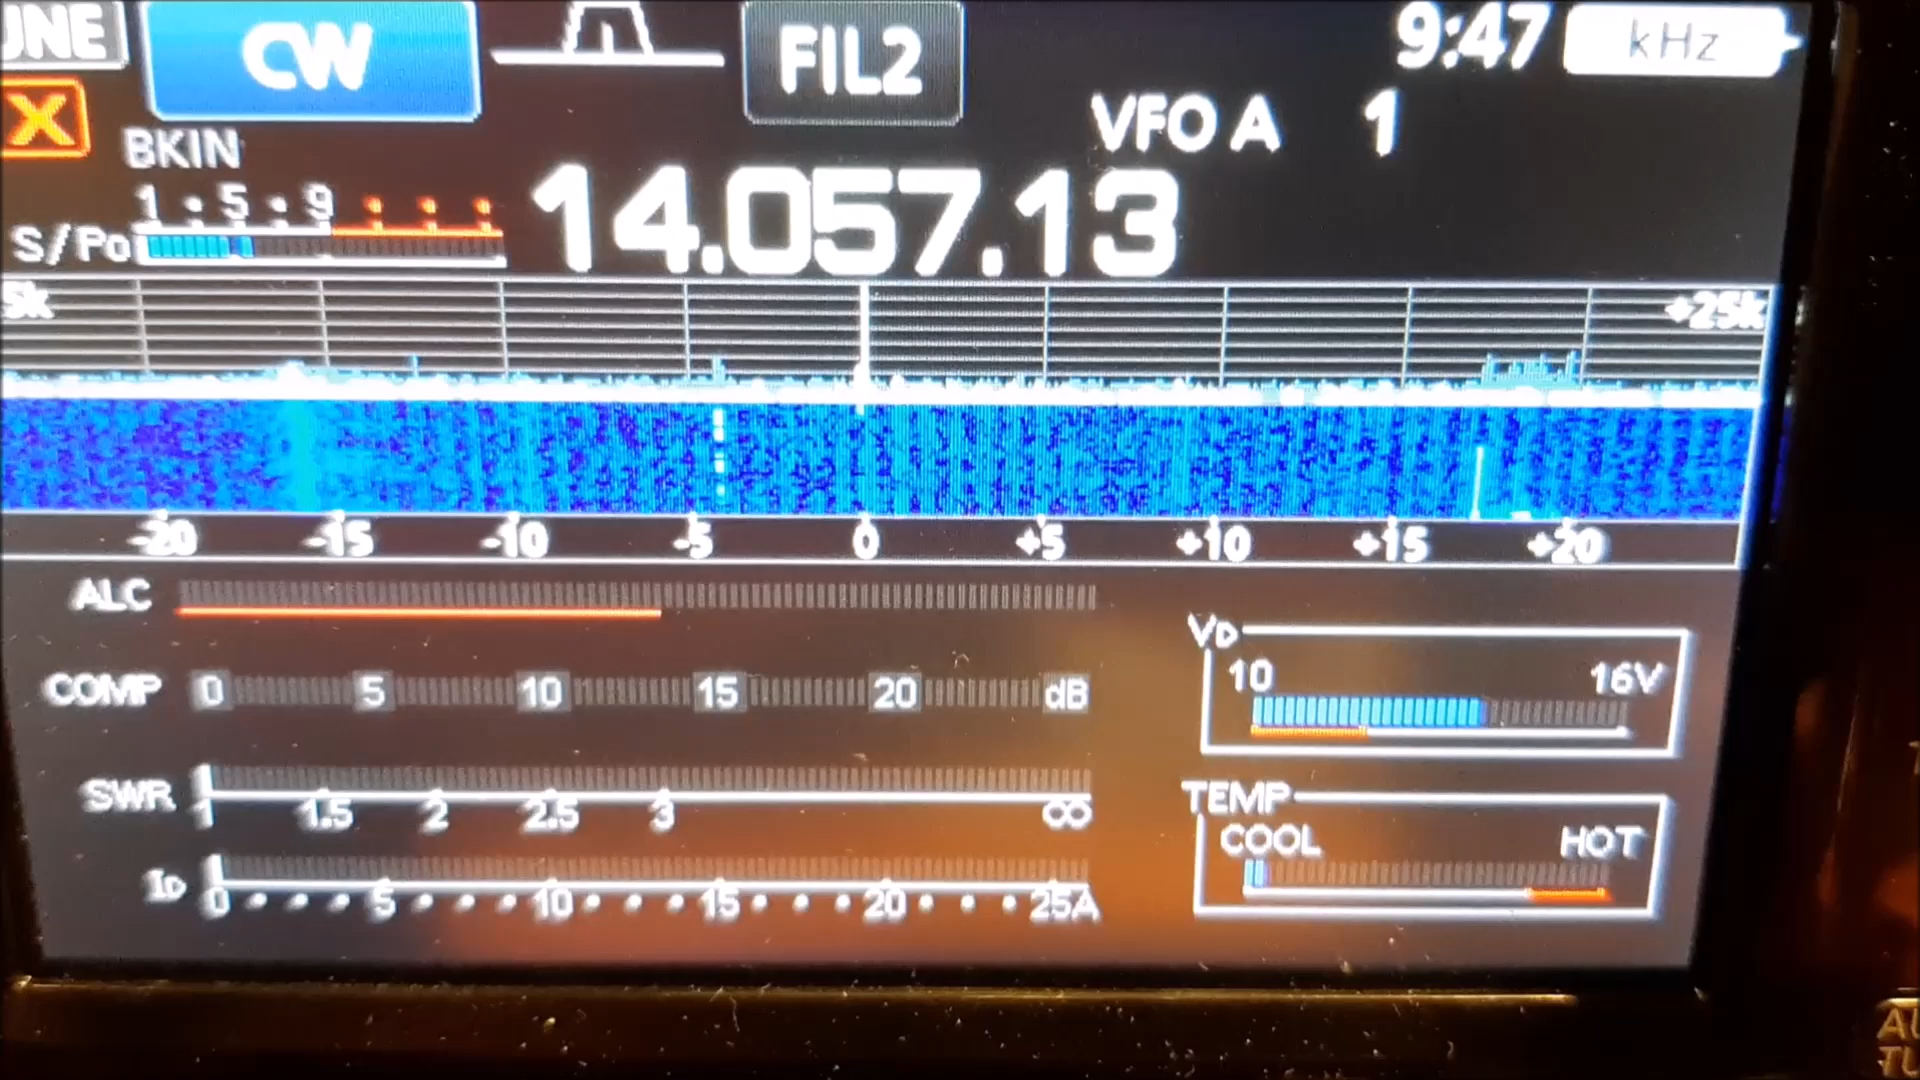 UNE CW FIL2 9:47 kHz
X BKIN VFO A 1
1 · 5 · 9
S/Po 14.057.13
5k +25k
-20 -15 -10 -5 0 +5 +10 +15 +20
ALC
COMP 0 5 10 15 20 dB
SWR 1 1.5 2 2.5 3 ∞
ID 0 5 10 15 20 25A
VD
10 16V
TEMP
COOL HOT